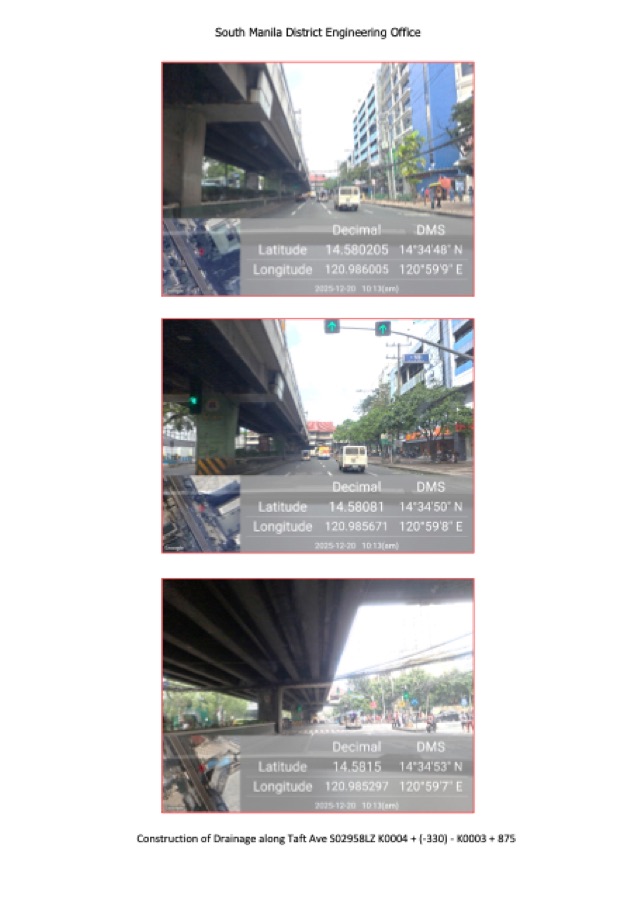 South Manila District Engineering Office
Decimal DMS
Latitude 14.580205 14°34'48" N
Longitude 120.986005 120°59'9" E
2025-12-20 10:13(am)
Decimal DMS
Latitude 14.58081 14°34'50" N
Longitude 120.985671 120°59'8" E
Google
2025-12-20 10:13(am)
Decimal DMS
Latitude 14.5815 14°34'53" N
Longitude 120.985297 120°59'7" E
2025-12-20 10:13(am)
Construction of Drainage along Taft Ave S02958LZ K0004 + (-330) - K0003 + 875